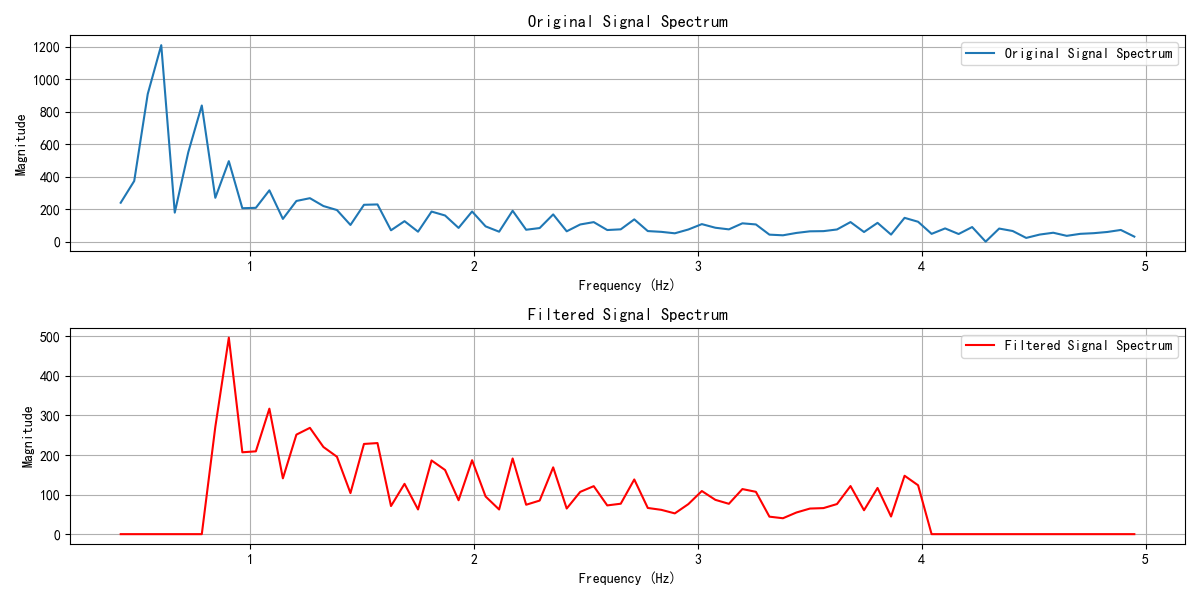 Original Signal Spectrum
1200
1000
800
600
400
200
0
Magnitude
Original Signal Spectrum
1
2
3
4
5
Frequency (Hz)
Filtered Signal Spectrum
500
400
300
200
100
0
Magnitude
Filtered Signal Spectrum
1
2
3
4
5
Frequency (Hz)